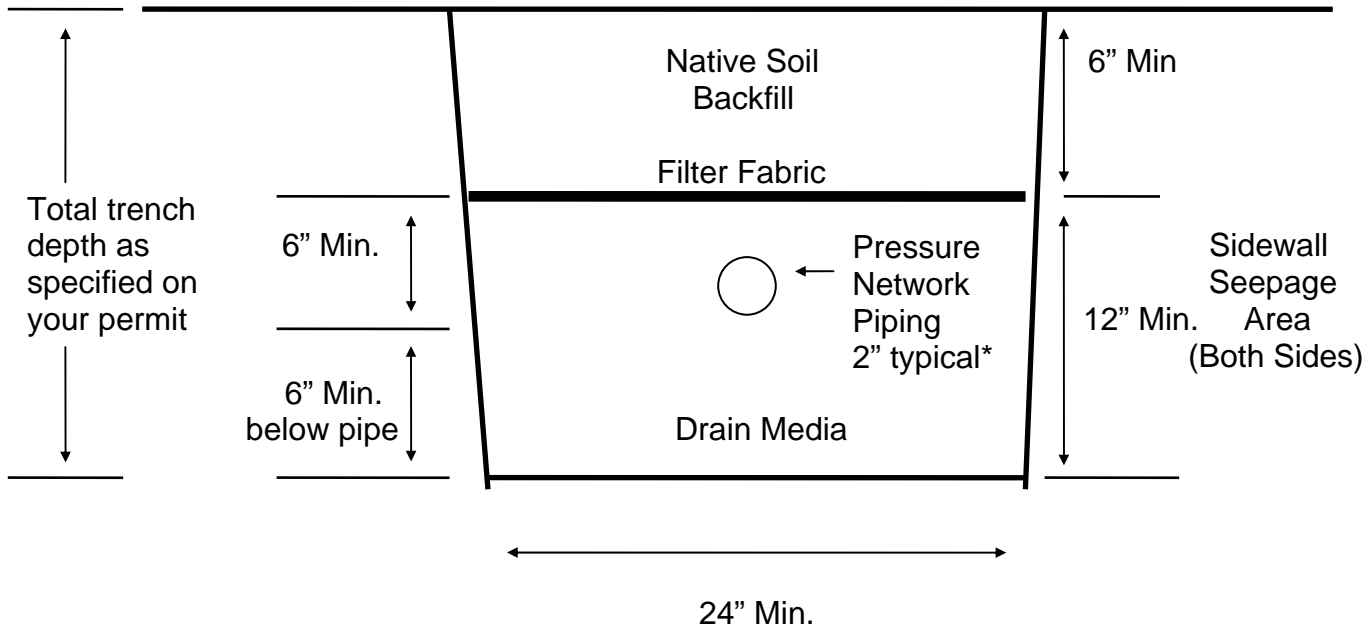 Native Soil
Backfill
6” Min
Filter Fabric
Total trench
depth as
specified on
your permit
6” Min.
Pressure
Network
Piping
2” typical*
12” Min.
Sidewall
Seepage
Area
(Both Sides)
6” Min.
below pipe
Drain Media
24” Min.